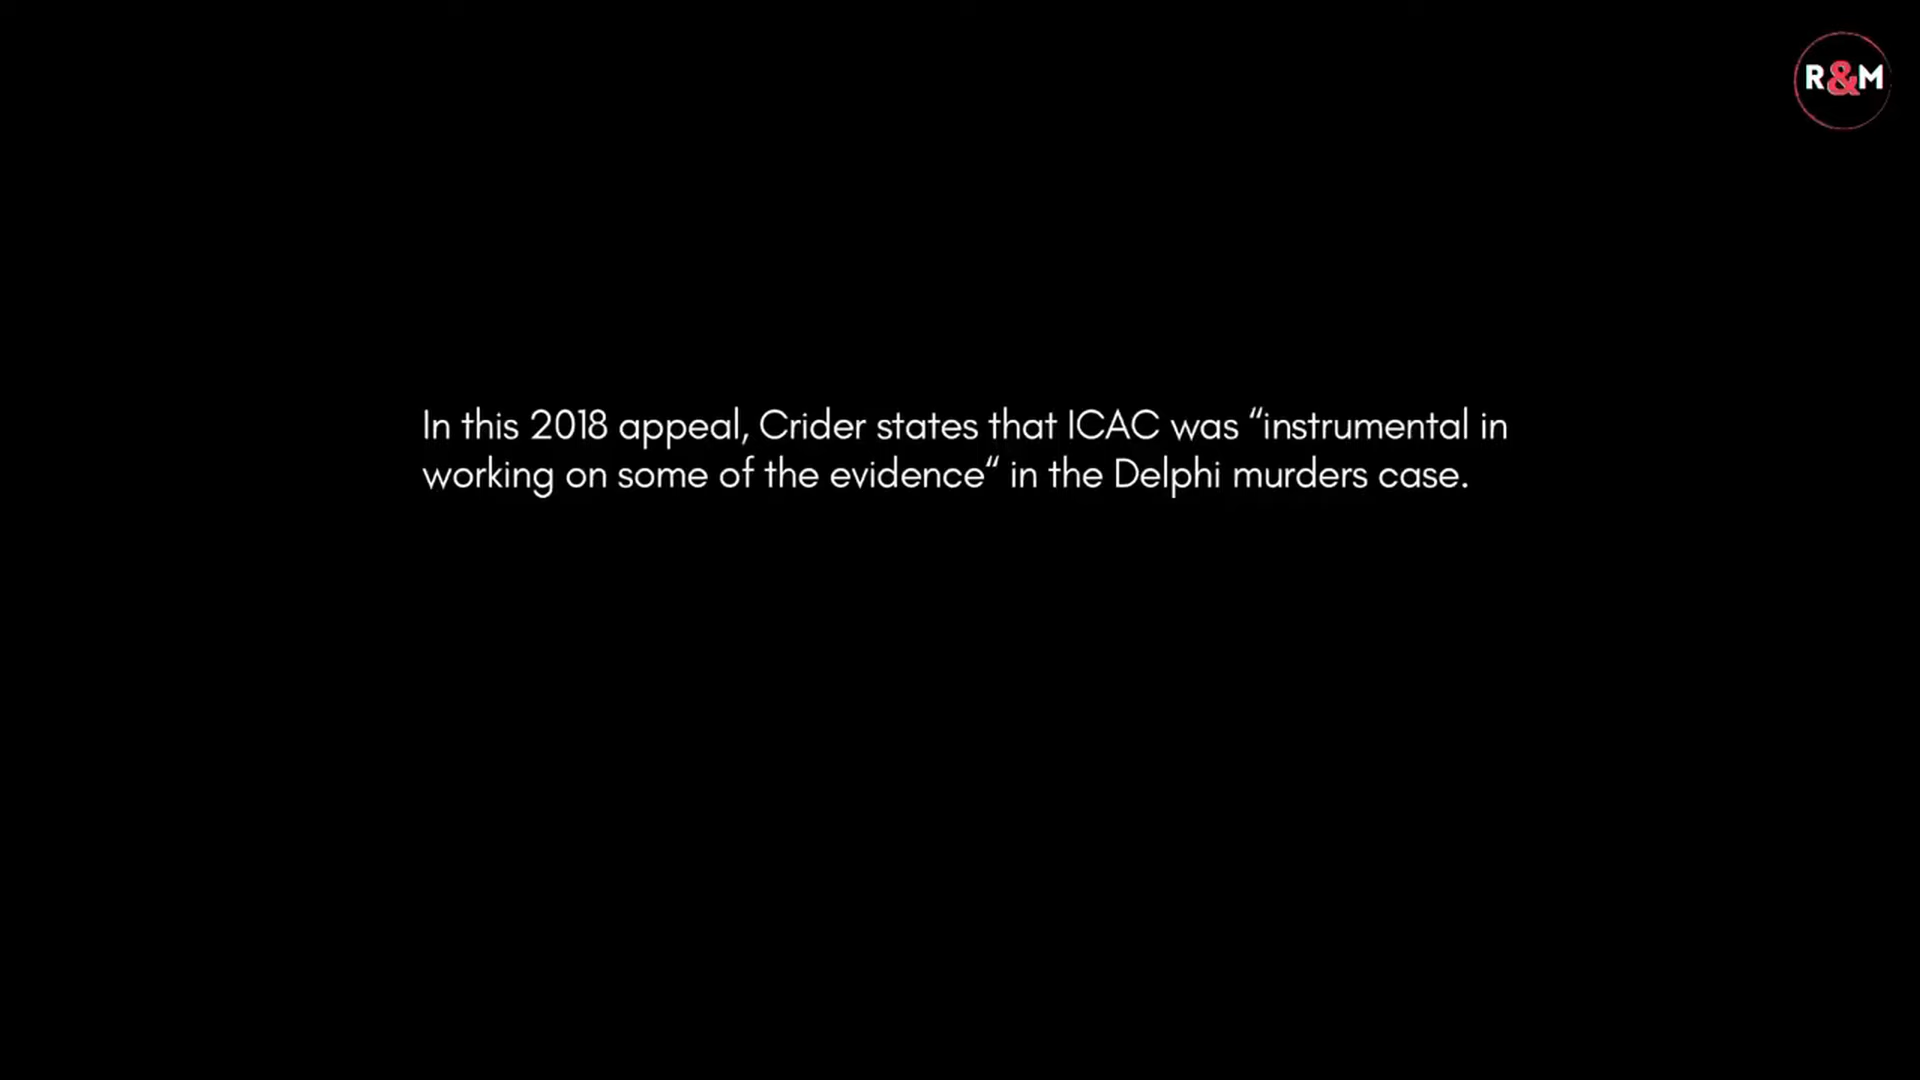 R&M
In this 2018 appeal, Crider states that ICAC was “instrumental in
working on some of the evidence“ in the Delphi murders case.